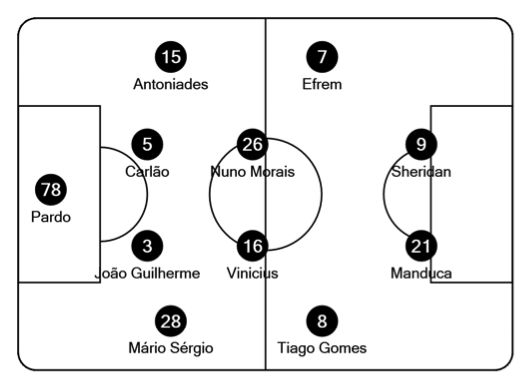 15
Antoniades
7
Efrem
5
Carlão
26
Nuno Morais
9
Sheridan
78
Pardo
3
João Guilherme
16
Vinicius
21
Manduca
28
Mário Sérgio
8
Tiago Gomes